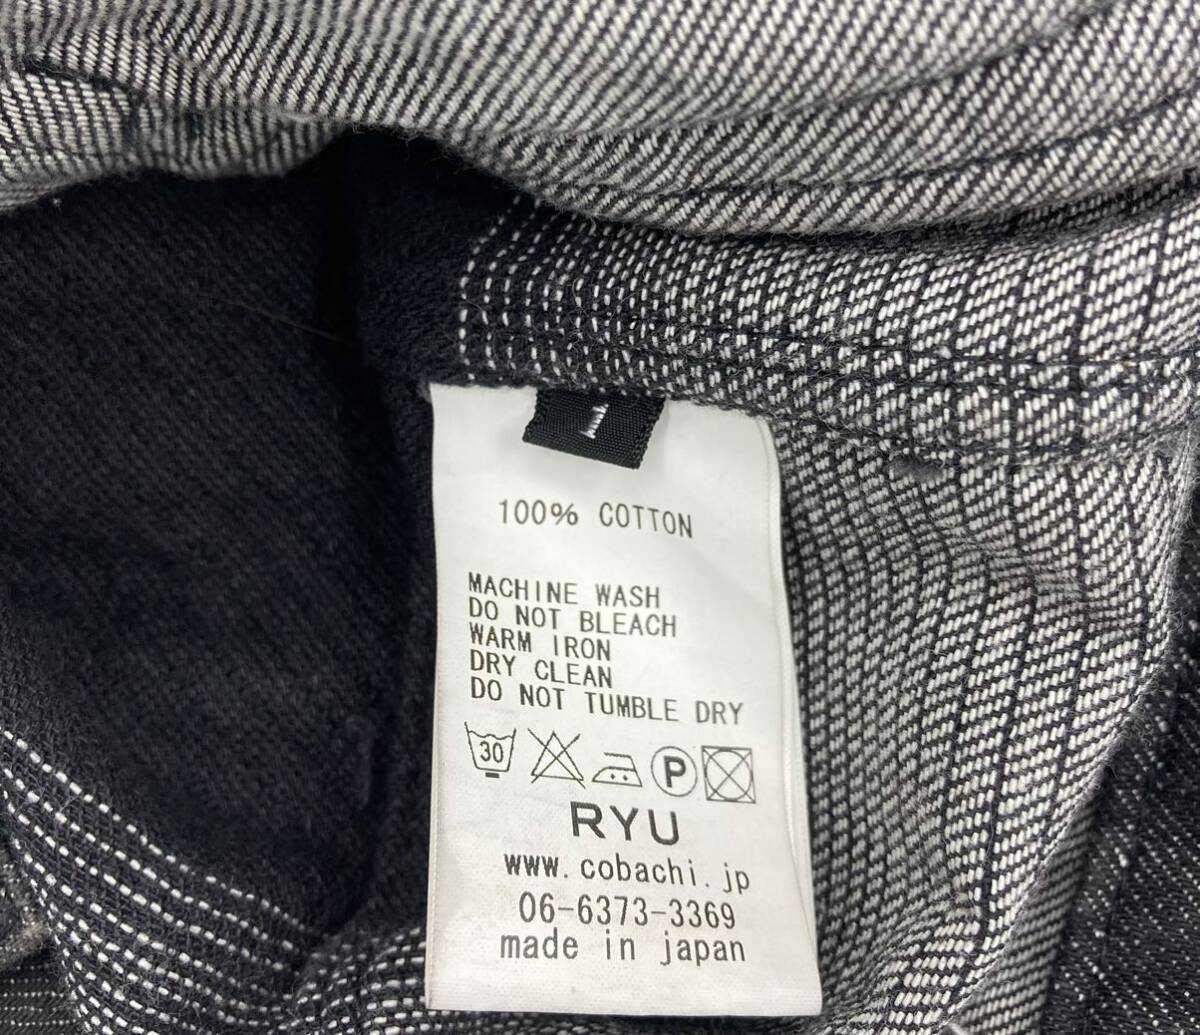 1
100% COTTON
MACHINE WASH
DO NOT BLEACH
WARM IRON
DRY CLEAN
DO NOT TUMBLE DRY
30 P
RYU
www.cobachi.jp
06-6373-3369
made in japan